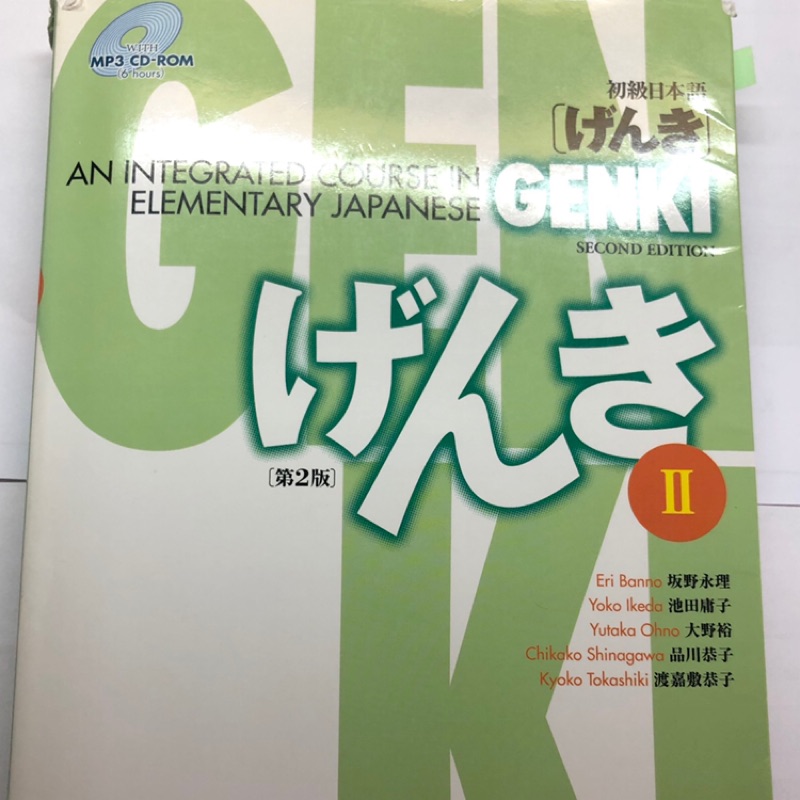 WITH
MP3 CD-ROM
(6 hours)
初級日本語
[げんき]
AN INTEGRATED COURSE IN
ELEMENTARY JAPANESE
GENKI
SECOND EDITION
GEN
げんき
[第2版]
II
KI
Eri Banno 坂野永理
Yoko Ikeda 池田庸子
Yutaka Ohno 大野裕
Chikako Shinagawa 品川恭子
Kyoko Tokashiki 渡嘉敷恭子